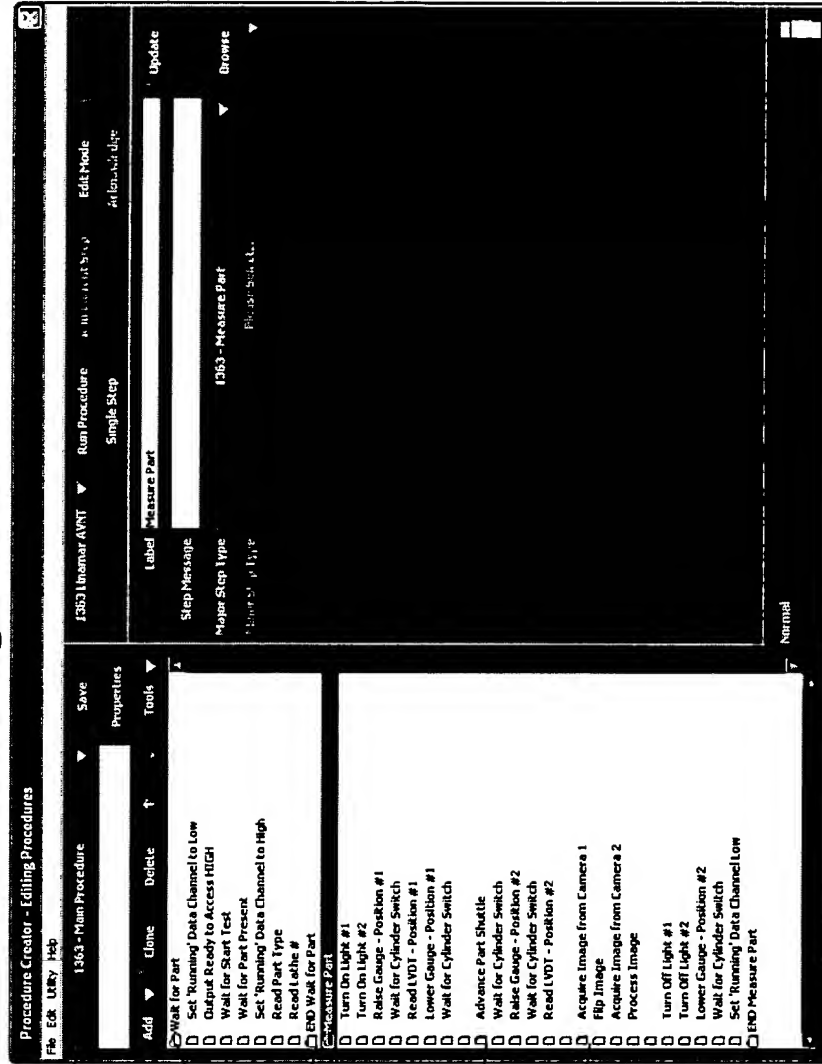 Procedure Creator - Editing Procedures
File Edit Utility Help
1363 - Main Procedure
Save
Properties
Add
Clone
Delete
Tools
Wait for Part
Set 'Running' Data Channel to Low
Output Ready to Access HIGH
Wait for Start Test
Wait for Part Present
Set 'Running' Data Channel to High
Read Part Type
Read Lathe #
END Wait for Part
Measure Part
Turn On Light #1
Turn On Light #2
Raise Gauge - Position #1
Wait for Cylinder Switch
Read LVDT - Position #1
Lower Gauge - Position #1
Wait for Cylinder Switch
Advance Part Shuttle
Wait for Cylinder Switch
Raise Gauge - Position #2
Wait for Cylinder Switch
Read LVDT - Position #2
Acquire Image from Camera 1
Flip Image
Acquire Image from Camera 2
Process Image
Turn Off Light #1
Turn Off Light #2
Lower Gauge - Position #2
Wait for Cylinder Switch
Set 'Running' Data Channel Low
END Measure Part
1363 Linamar AVNT
Run Procedure
Edit Mode
Single Step
Acknowledge
Label
Measure Part
Update
Step Message
Major Step Type
1363 - Measure Part
Browse
Minor Step Type
Please Select...
Normal